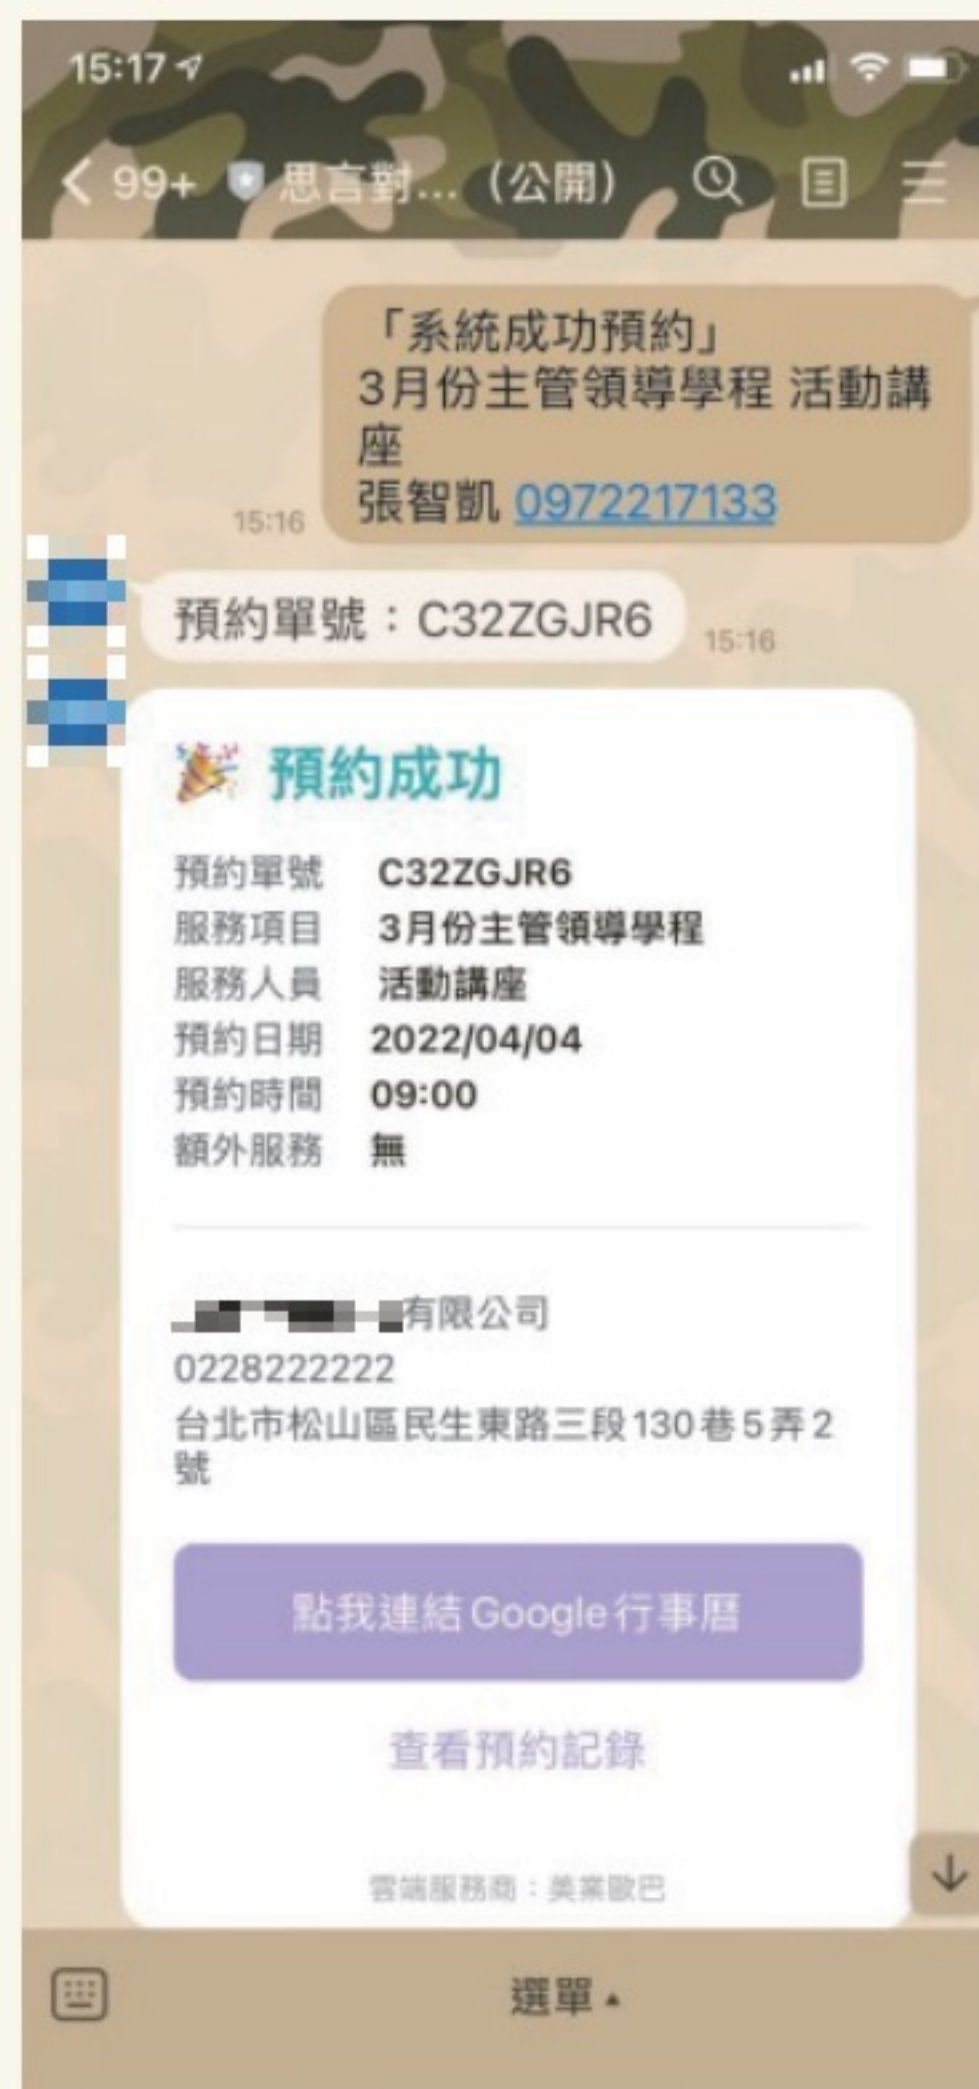 15:17
99+ 思言對... (公開)
「系統成功預約」
3月份主管領導學程 活動講
座
張智凱 0972217133
15:16
預約單號：C32ZGJR6
15:16
預約成功
預約單號 C32ZGJR6
服務項目 3月份主管領導學程
服務人員 活動講座
預約日期 2022/04/04
預約時間 09:00
額外服務 無
有限公司
0228222222
台北市松山區民生東路三段130巷5弄2
號
點我連結Google行事曆
查看預約記錄
雲端服務商：美業歐巴
選單